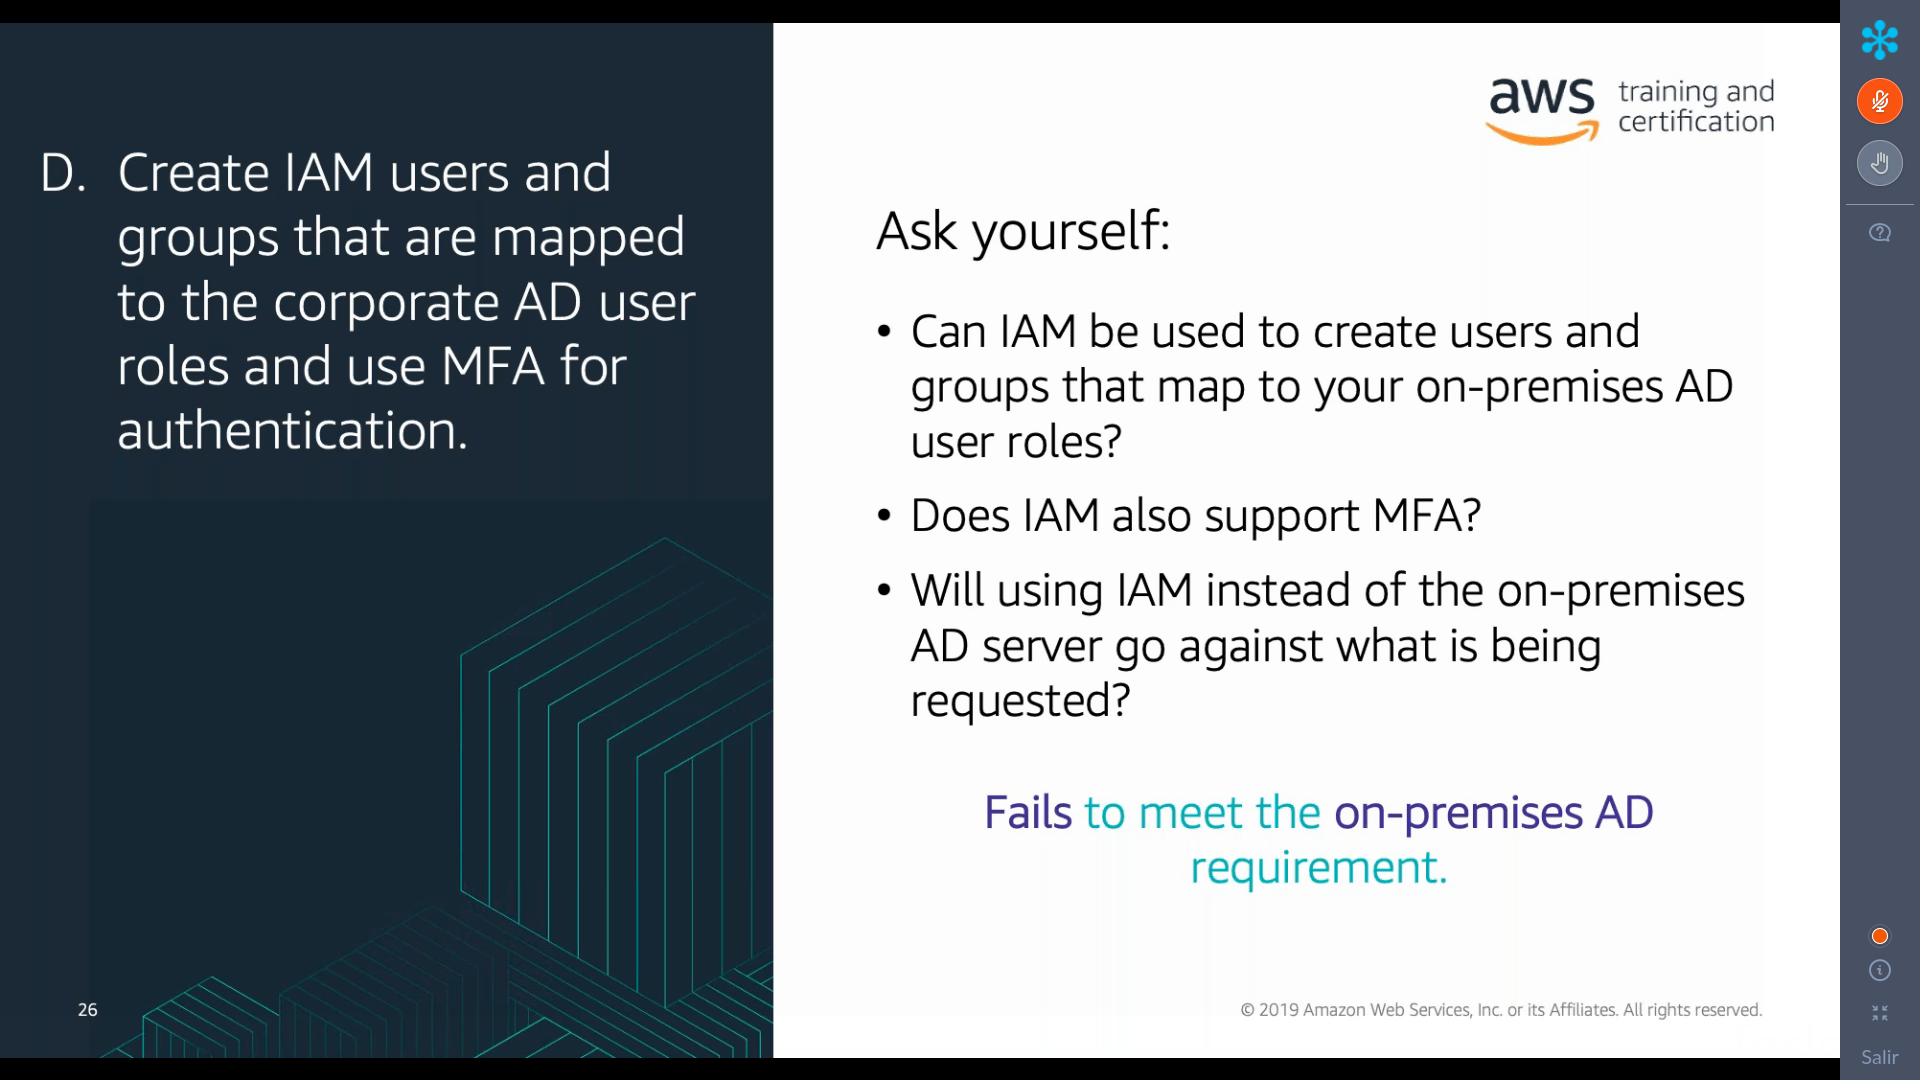 D. Create IAM users and
groups that are mapped
to the corporate AD user
roles and use MFA for
authentication.
26
aws training and
certification
Ask yourself:
• Can IAM be used to create users and
groups that map to your on-premises AD
user roles?
• Does IAM also support MFA?
• Will using IAM instead of the on-premises
AD server go against what is being
requested?
Fails to meet the on-premises AD
requirement.
© 2019 Amazon Web Services, Inc. or its Affiliates. All rights reserved.
Salir